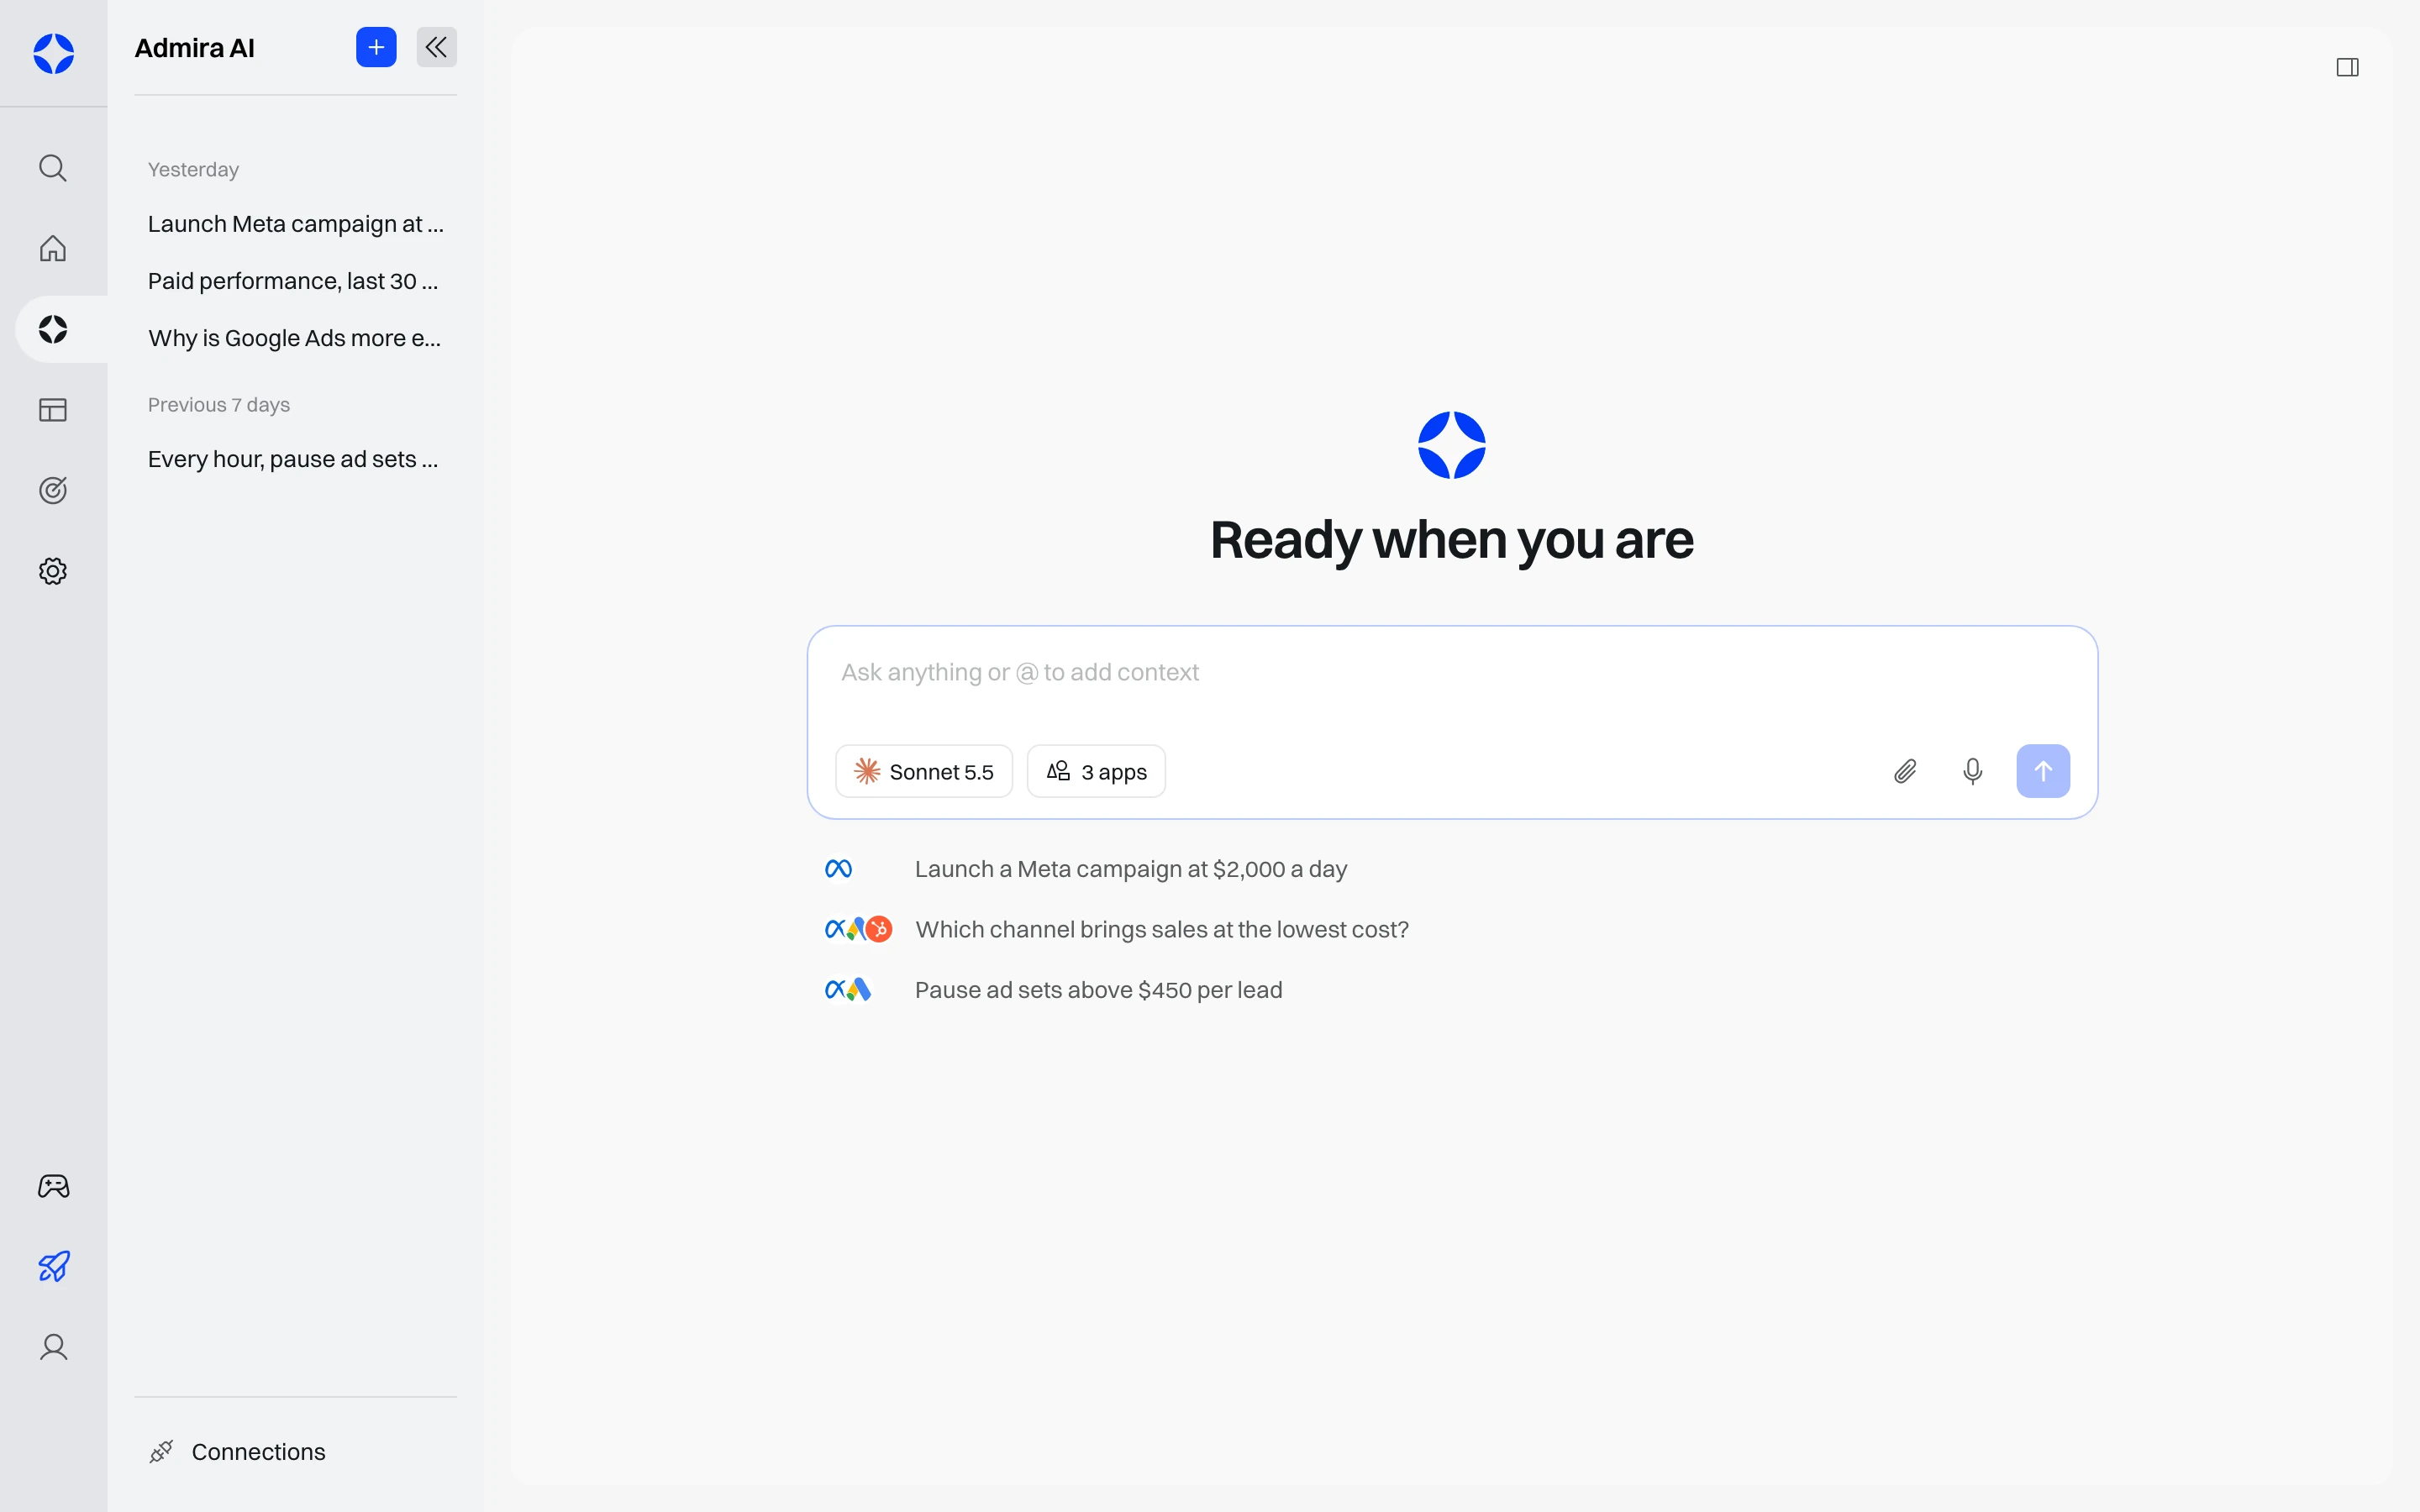 Admira AI
Yesterday
Launch Meta campaign at ...
Paid performance, last 30 ...
Why is Google Ads more e...
Previous 7 days
Every hour, pause ad sets ...
Connections
Ready when you are
Ask anything or @ to add context
Sonnet 5.5
3 apps
Launch a Meta campaign at $2,000 a day
Which channel brings sales at the lowest cost?
Pause ad sets above $450 per lead